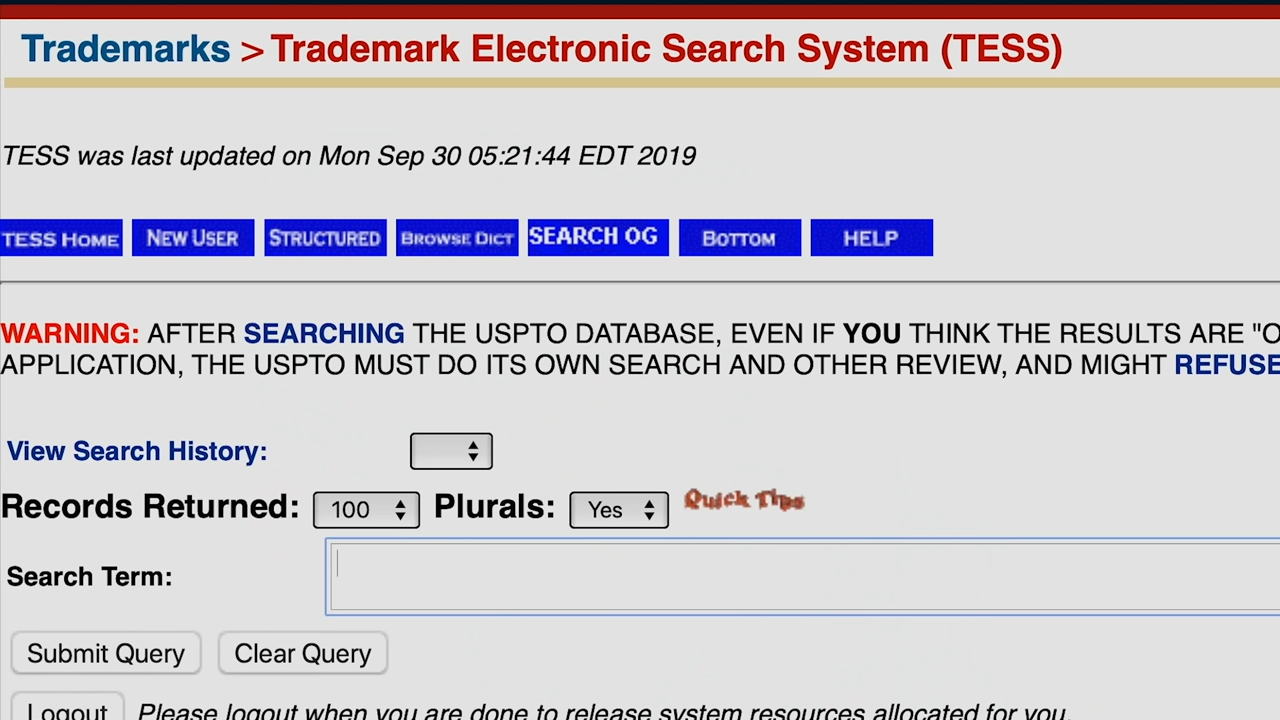 Trademarks > Trademark Electronic Search System (TESS)
TESS was last updated on Mon Sep 30 05:21:44 EDT 2019
TESS HOME NEW USER STRUCTURED BROWSE DICT SEARCH OG BOTTOM HELP
WARNING: AFTER SEARCHING THE USPTO DATABASE, EVEN IF YOU THINK THE RESULTS ARE "O
APPLICATION, THE USPTO MUST DO ITS OWN SEARCH AND OTHER REVIEW, AND MIGHT REFUSE
View Search History:
Records Returned: 100 Plurals: Yes Quick Tips
Search Term:
Submit Query Clear Query
Logout Please logout when you are done to release system resources allocated for you.